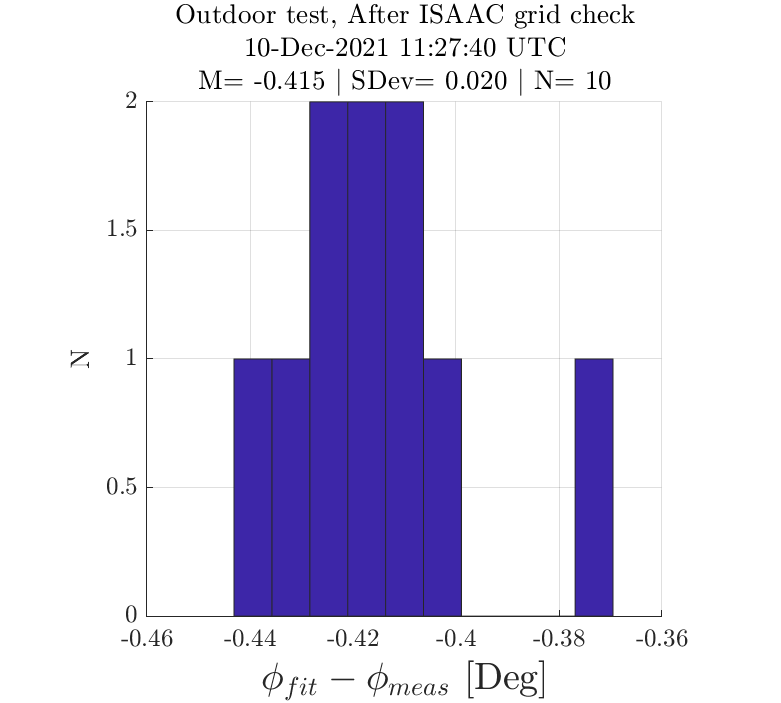 Outdoor test, After ISAAC grid check
10-Dec-2021 11:27:40 UTC
M= -0.415 | SDev= 0.020 | N= 10
2
1.5
1
0.5
0
N
-0.46 -0.44 -0.42 -0.4 -0.38 -0.36
ϕ_fit − ϕ_meas [Deg]